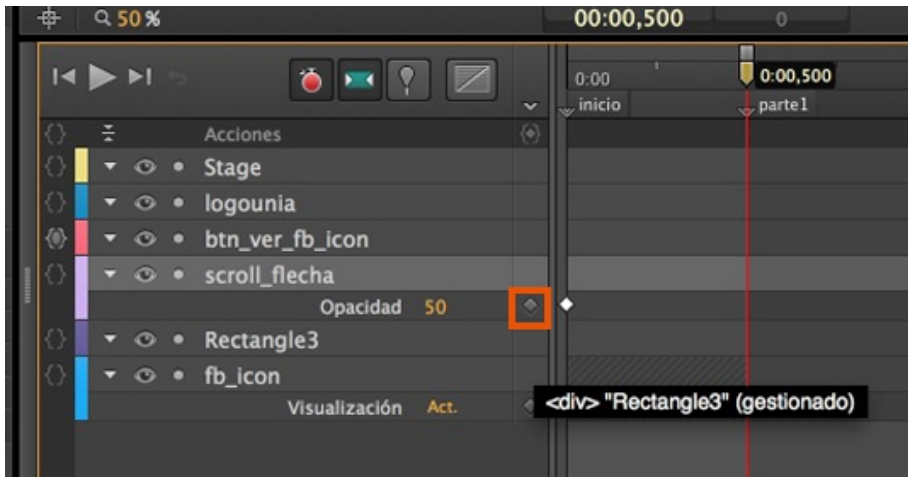 50 % 00:00,500 0
0:00 0:00,500
inicio parte1
Acciones
Stage
logounia
btn_ver_fb_icon
scroll_flecha
Opacidad 50
Rectangle3
fb_icon
<div> "Rectangle3" (gestionado)
Visualización Act.